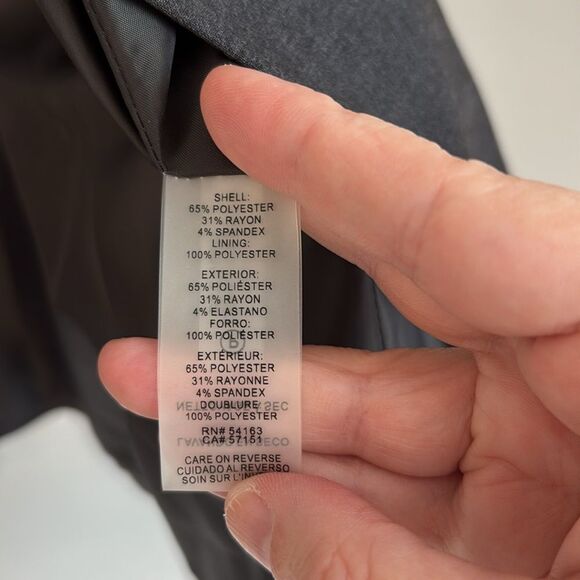 SHELL:
65% POLYESTER
31% RAYON
4% SPANDEX
LINING:
100% POLYESTER
EXTERIOR:
65% POLIÉSTER
31% RAYON
4% ELASTANO
FORRO:
100% POLIÉSTER
EXTÉRIEUR:
65% POLYESTER
31% RAYONNE
4% SPANDEX
DOUBLURE
100% POLYESTER
RN# 54163
CA# 57151
CARE ON REVERSE
CUIDADO AL REVERSO
SOIN SUR